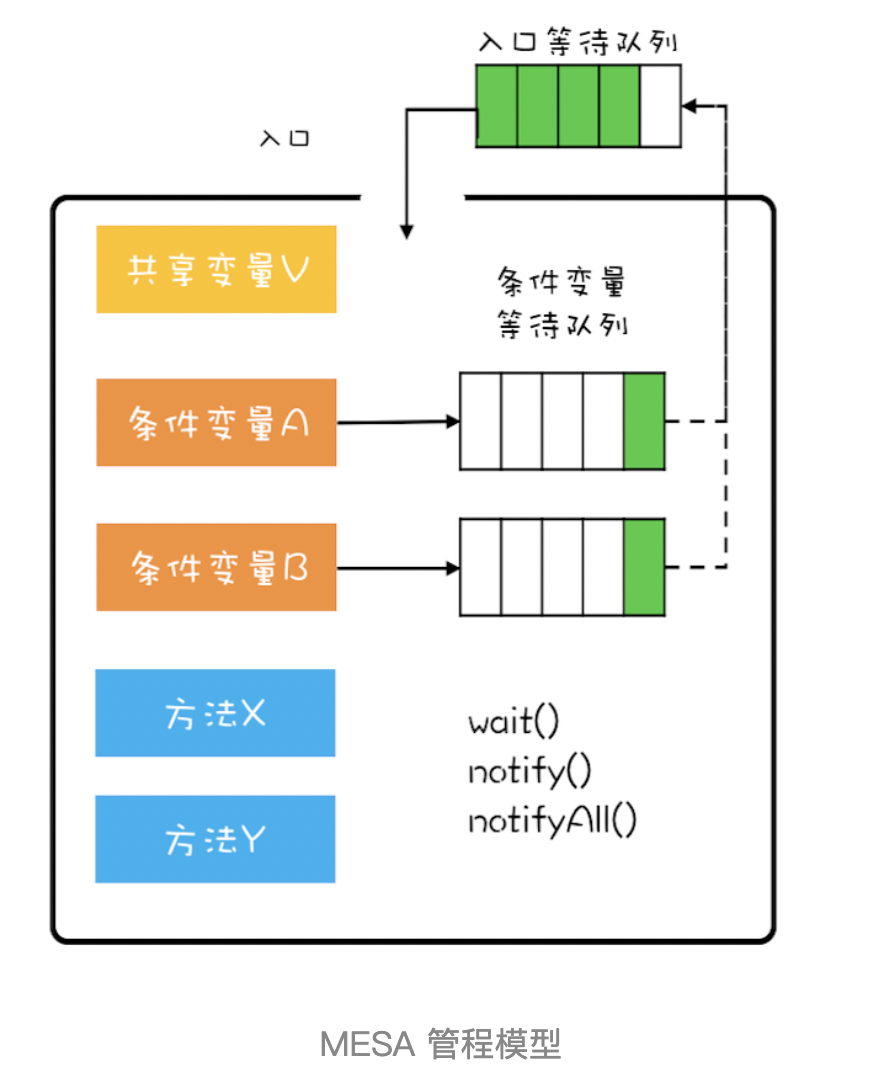 入口等待队列
入口
共享变量V
条件变量
等待队列
条件变量A
条件变量B
方法X
wait()
notify()
notifyAll()
方法Y
MESA 管程模型